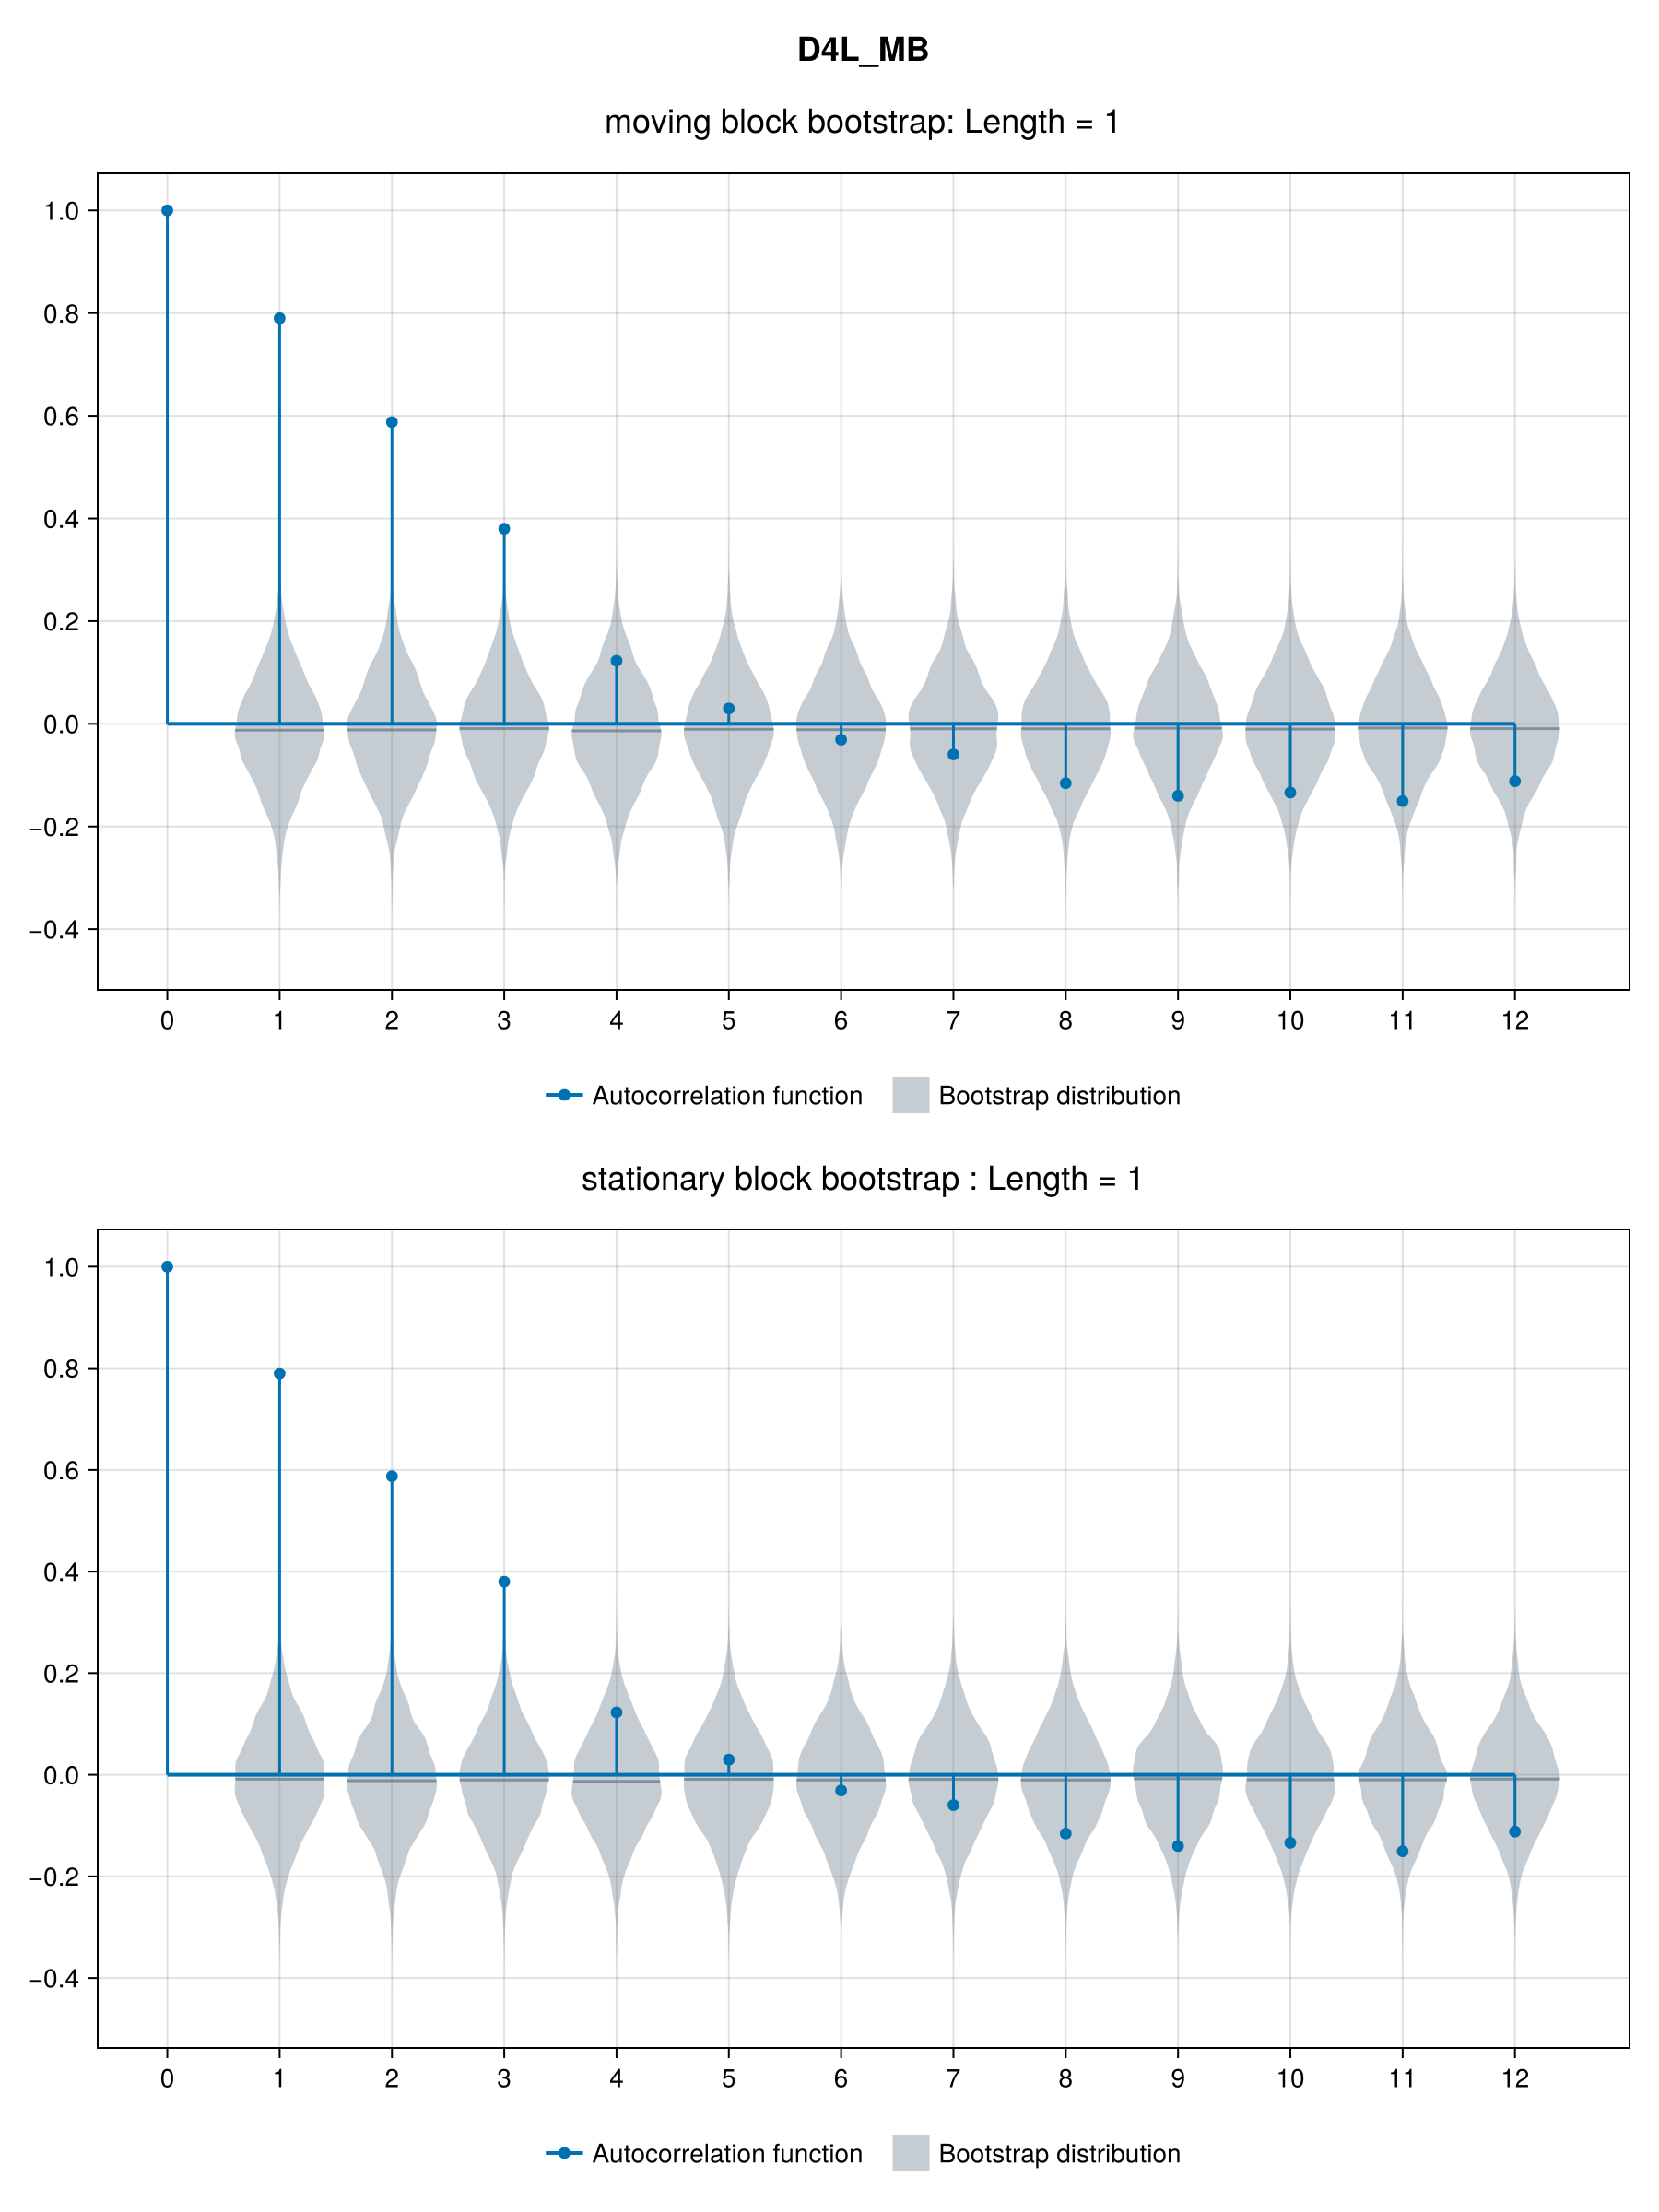 D4L_MB
moving block bootstrap: Length = 1
1.0
0.8
0.6
0.4
0.2
0.0
−0.2
−0.4
0 1 2 3 4 5 6 7 8 9 10 11 12
Autocorrelation function Bootstrap distribution
stationary block bootstrap : Length = 1
1.0
0.8
0.6
0.4
0.2
0.0
−0.2
−0.4
0 1 2 3 4 5 6 7 8 9 10 11 12
Autocorrelation function Bootstrap distribution